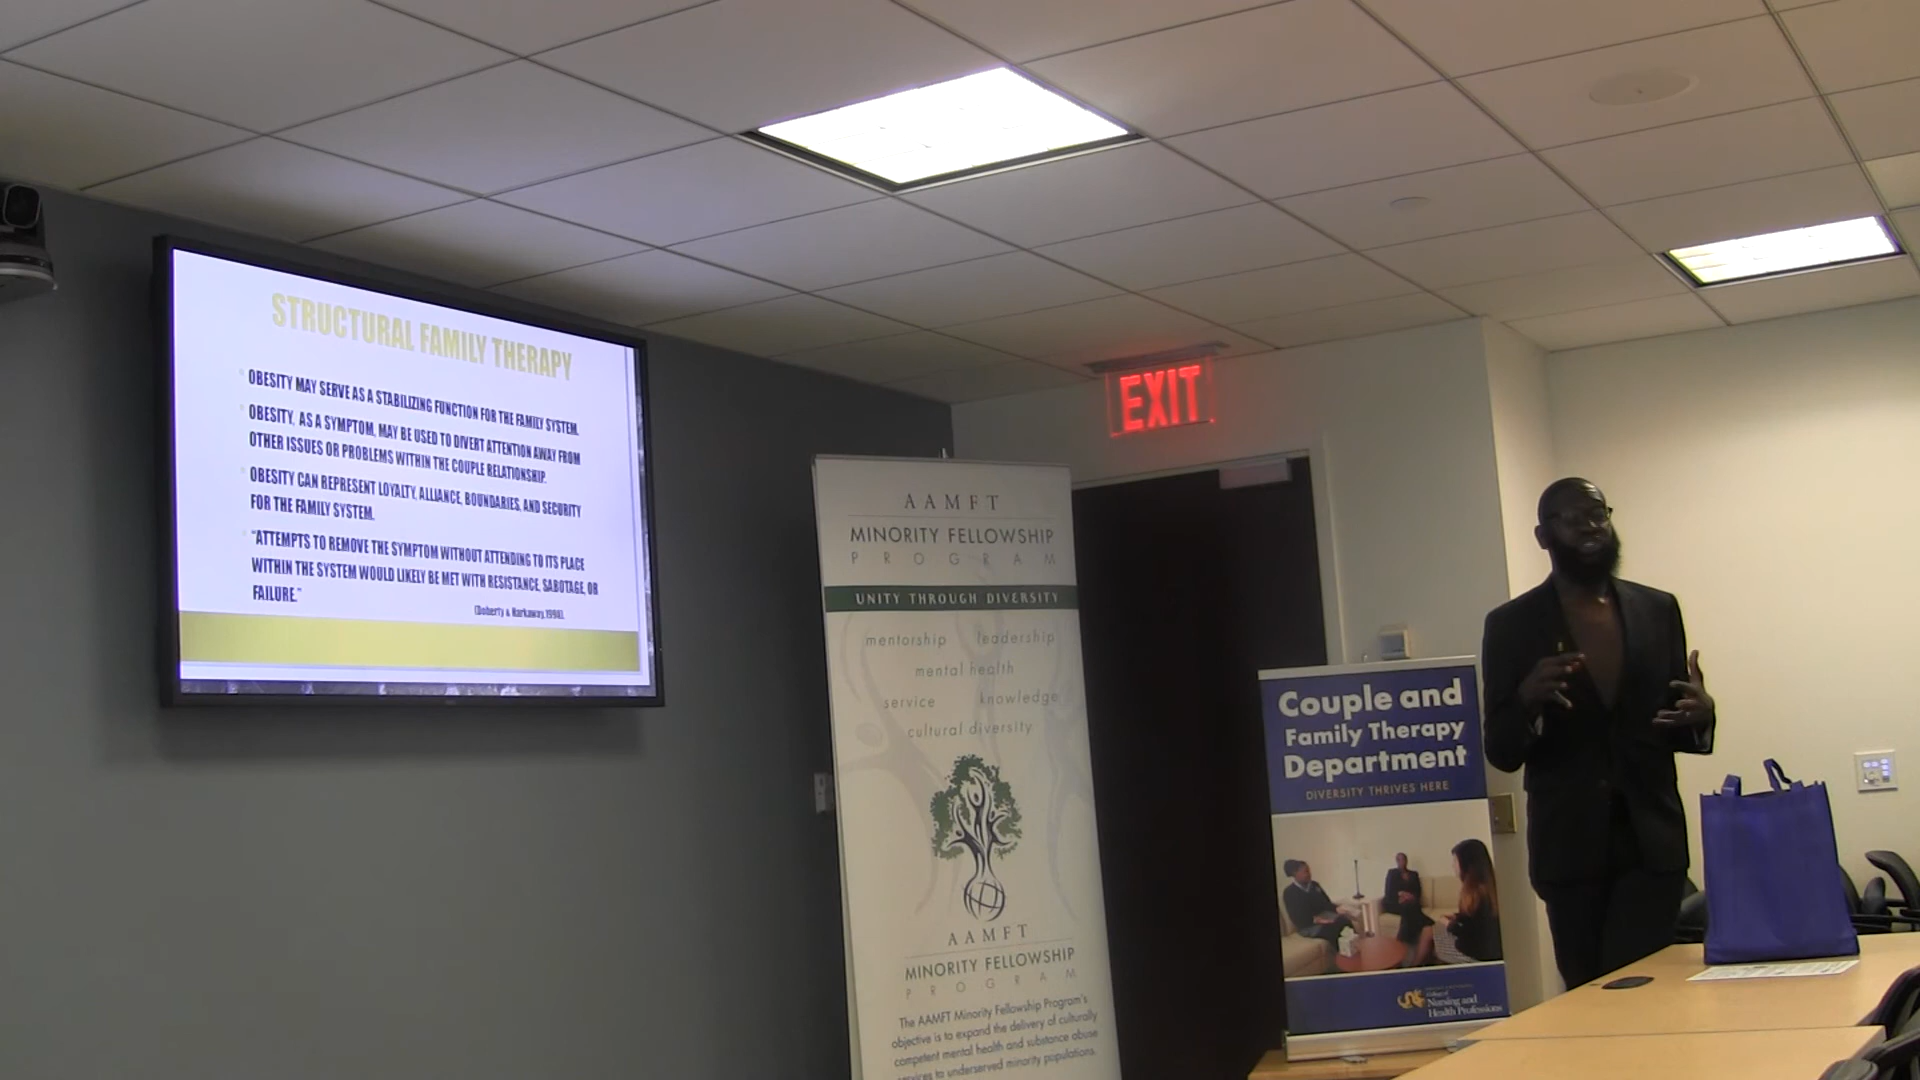 STRUCTURAL FAMILY THERAPY
OBESITY MAY SERVE AS A STABILIZING FUNCTION FOR THE FAMILY SYSTEM.
OBESITY, AS A SYMPTOM, MAY BE USED TO DIVERT ATTENTION AWAY FROM
OTHER ISSUES OR PROBLEMS WITHIN THE COUPLE RELATIONSHIP.
OBESITY CAN REPRESENT LOYALTY, ALLIANCE, BOUNDARIES, AND SECURITY
FOR THE FAMILY SYSTEM.
"ATTEMPTS TO REMOVE THE SYMPTOM WITHOUT ATTENDING TO ITS PLACE
WITHIN THE SYSTEM WOULD LIKELY BE MET WITH RESISTANCE, SABOTAGE, OR
FAILURE."
(Doherty & Harkaway, 1990).
EXIT
AAMFT
MINORITY FELLOWSHIP
PROGRAM
UNITY THROUGH DIVERSITY
mentorship leadership
mental health
service knowledge
cultural diversity
AAMFT
MINORITY FELLOWSHIP
PROGRAM
The AAMFT Minority Fellowship Program's
objective is to expand the delivery of culturally
competent mental health and substance abuse
services to underserved minority populations.
Couple and
Family Therapy
Department
DIVERSITY THRIVES HERE
College of
Nursing and
Health Professions